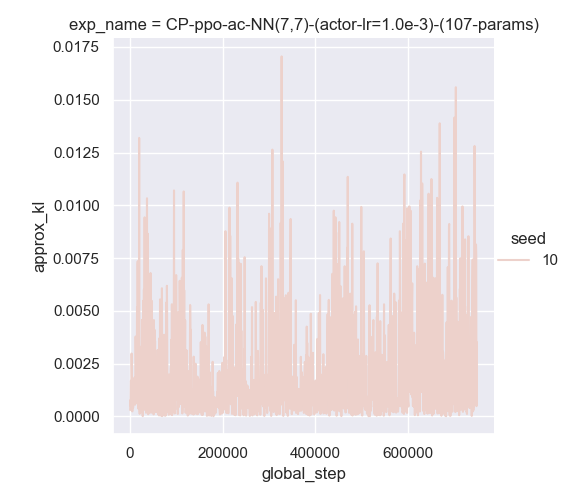 exp_name = CP-ppo-ac-NN(7,7)-(actor-lr=1.0e-3)-(107-params)
0.0175
0.0150
0.0125
0.0100
0.0075
0.0050
0.0025
0.0000
approx_kl
0 200000 400000 600000
global_step
seed
10